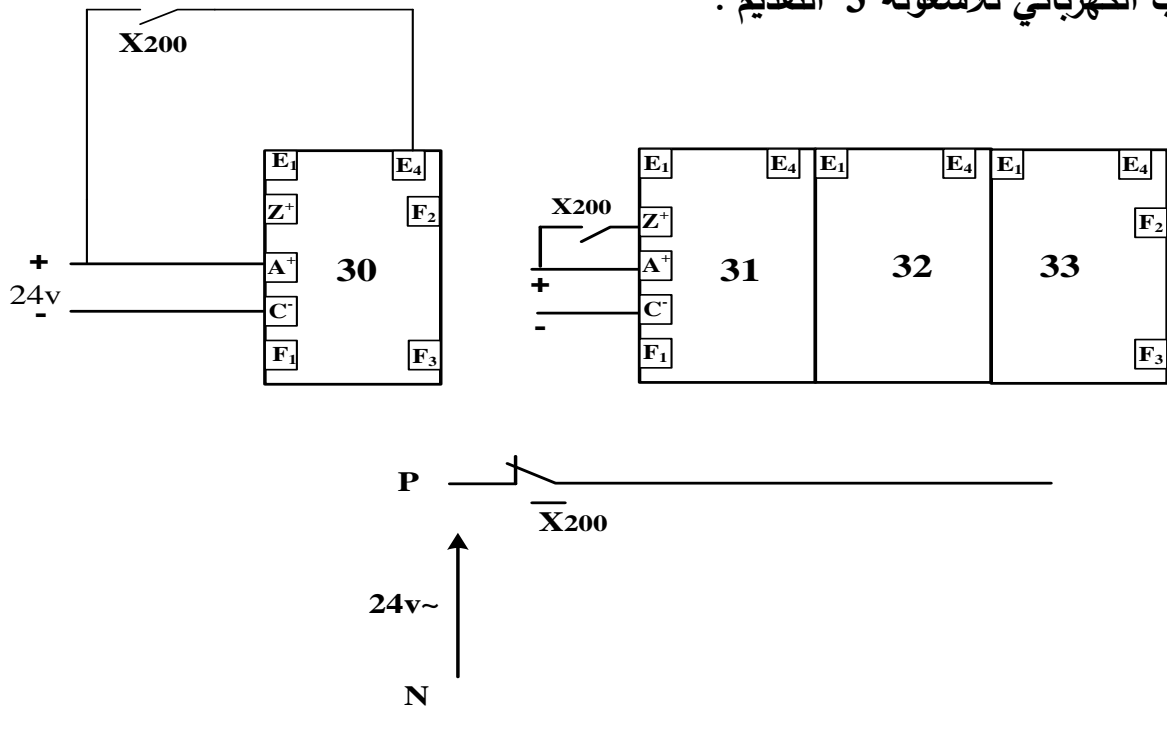 الكهربائي للأشغولة 3 التقديم :
X200
E1 E4
Z+ F2
+ A+ 30
24v
- C-
F1 F3
E1 E4 E1 E4 E1 E4
X200 Z+ F2
+ A+ 31 32 33
- C-
F1 F3
P
X200
24v~
N